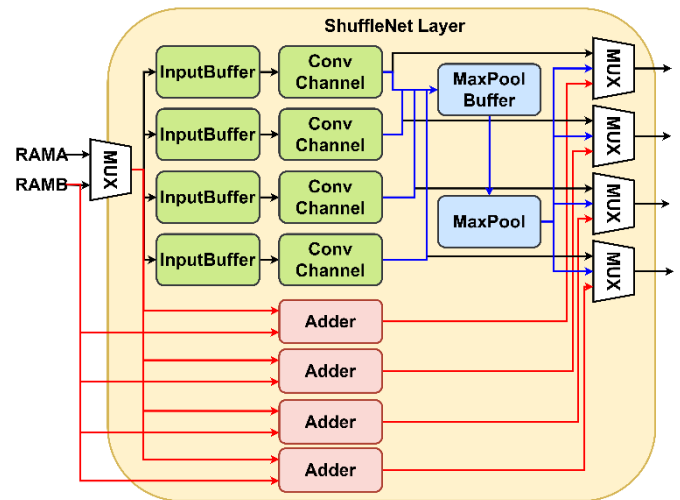 ShuffleNet Layer
InputBuffer
Conv
Channel
MaxPool
Buffer
MUX
InputBuffer
Conv
Channel
MUX
RAMA
RAMB
MUX
InputBuffer
Conv
Channel
MaxPool
MUX
InputBuffer
Conv
Channel
MUX
Adder
Adder
Adder
Adder